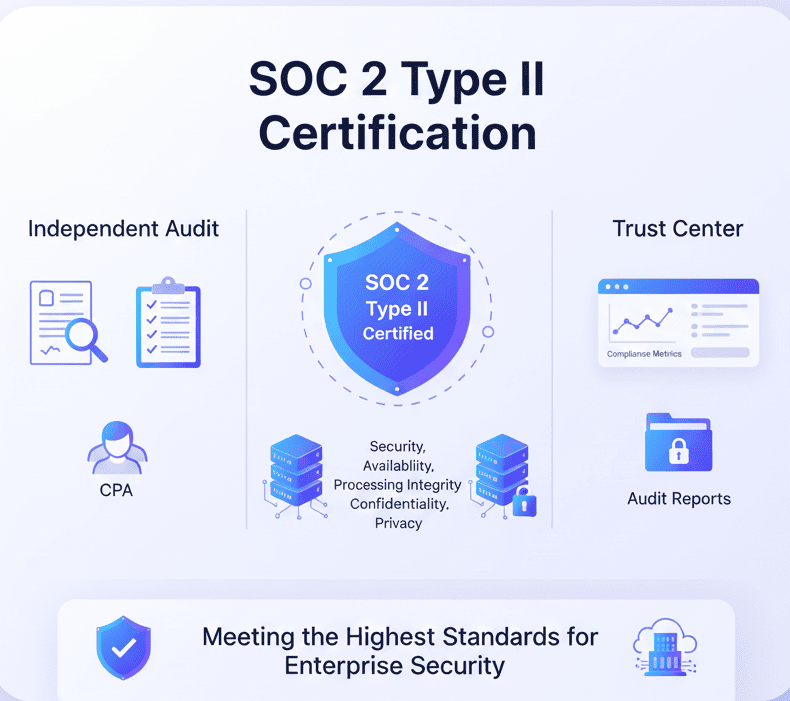 SOC 2 Type II
Certification
Independent Audit
CPA
SOC 2
Type II
Certified
Security,
Availabliity,
Processing Integrity
Confidentiality.
Privacy
Trust Center
Complianse Metrics
Audit Reports
Meeting the Highest Standards for
Enterprise Security